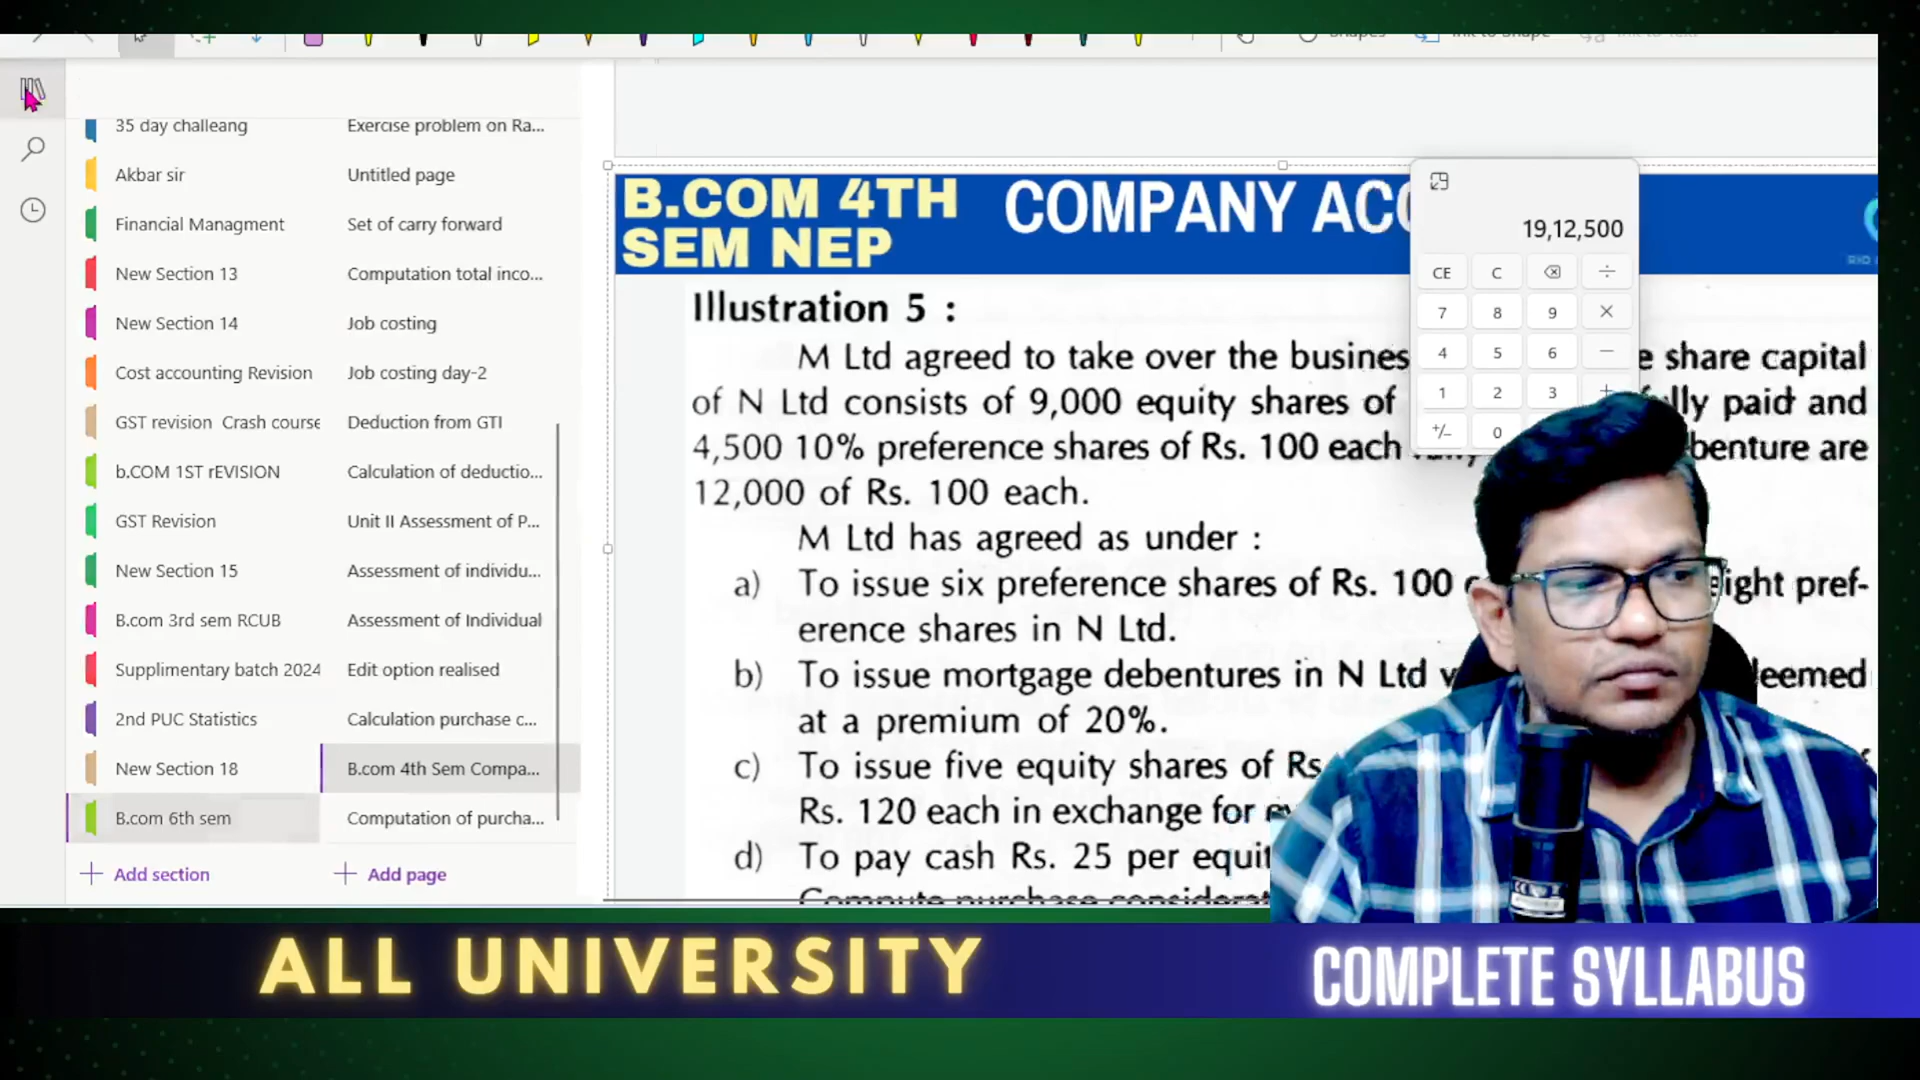 35 day challeang
Akbar sir
Financial Managment
New Section 13
New Section 14
Cost accounting Revision
GST revision Crash course
b.COM 1ST rEVISION
GST Revision
New Section 15
B.com 3rd sem RCUB
Supplimentary batch 2024
2nd PUC Statistics
New Section 18
B.com 6th sem
Add section
Exercise problem on Ra...
Untitled page
Set of carry forward
Computation total inco...
Job costing
Job costing day-2
Deduction from GTI
Calculation of deductio...
Unit II Assessment of P...
Assessment of individu...
Assessment of Individual
Edit option realised
Calculation purchase c...
B.com 4th Sem Compa...
Computation of purcha...
Add page
B.COM 4TH
SEM NEP
COMPANY
19,12,500
CE C ÷
7 8 9 ×
4 5 6 −
1 2 3 +
+/− 0
Illustration 5 :
M Ltd agreed to take over the share capital
of N Ltd consists of 9,000 equity shares of paid and
4,500 10% preference shares of Rs. 100 each are
12,000 of Rs. 100 each.
M Ltd has agreed as under :
a) To issue six preference shares of Rs. 100 pref-
erence shares in N Ltd.
b) To issue mortgage debentures in N Ltd
at a premium of 20%.
c) To issue five equity shares of
Rs. 120 each in exchange for
d) To pay cash Rs. 25 per
Compute purchase
ALL UNIVERSITY
COMPLETE SYLLABUS